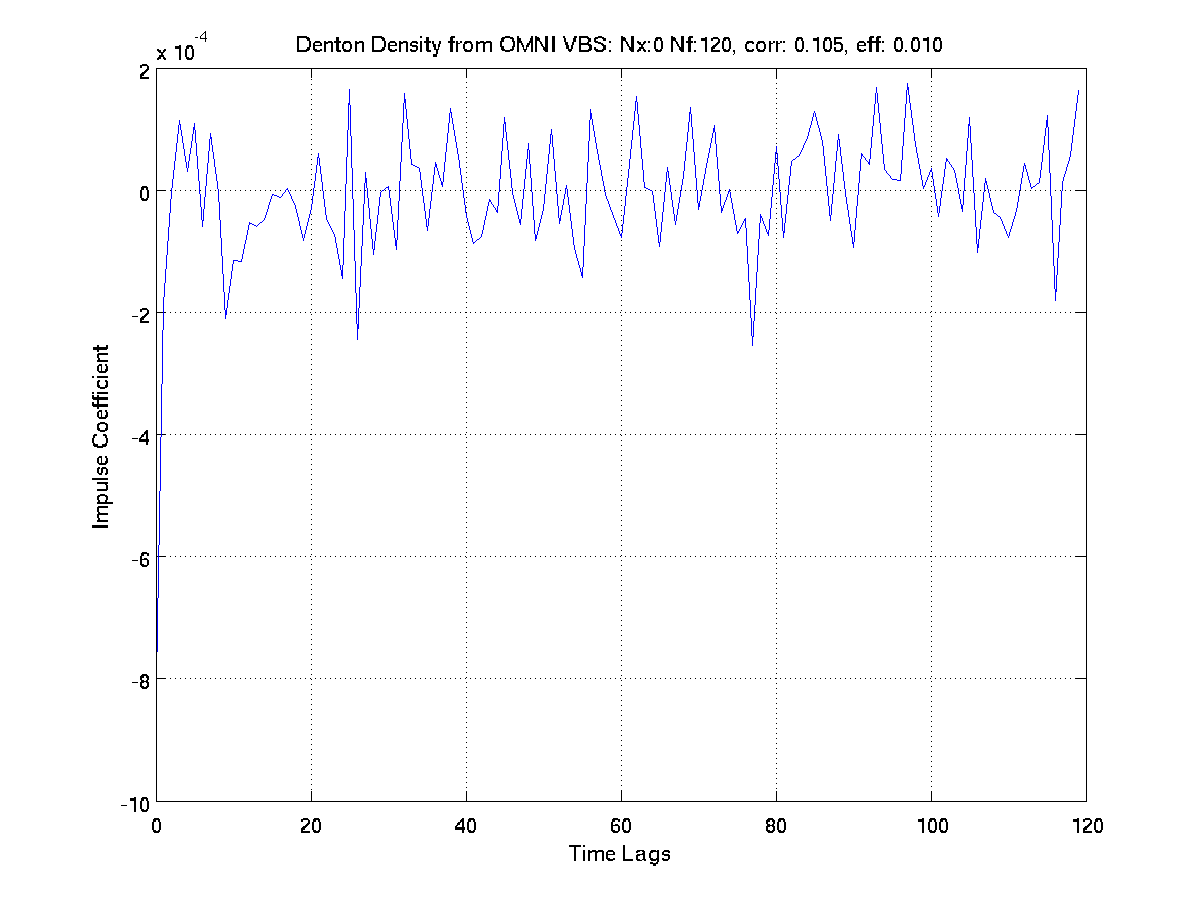 Denton Density from OMNI VBS: Nx:0 Nf:120, corr: 0.105, eff: 0.010
x 10^-4
2
0
-2
-4
-6
-8
-10
Impulse Coefficient
0 20 40 60 80 100 120
Time Lags